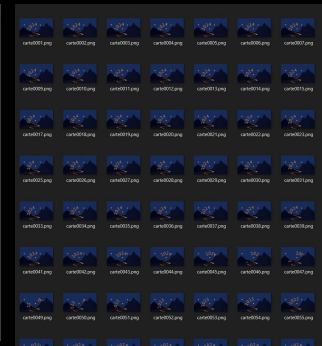 carte0001.png carte0002.png carte0003.png carte0004.png carte0005.png carte0006.png carte0007.png
carte0009.png carte0010.png carte0011.png carte0012.png carte0013.png carte0014.png carte0015.png
carte0017.png carte0018.png carte0019.png carte0020.png carte0021.png carte0022.png carte0023.png
carte0025.png carte0026.png carte0027.png carte0028.png carte0029.png carte0030.png carte0031.png
carte0033.png carte0034.png carte0035.png carte0036.png carte0037.png carte0038.png carte0039.png
carte0041.png carte0042.png carte0043.png carte0044.png carte0045.png carte0046.png carte0047.png
carte0049.png carte0050.png carte0051.png carte0052.png carte0053.png carte0054.png carte0055.png